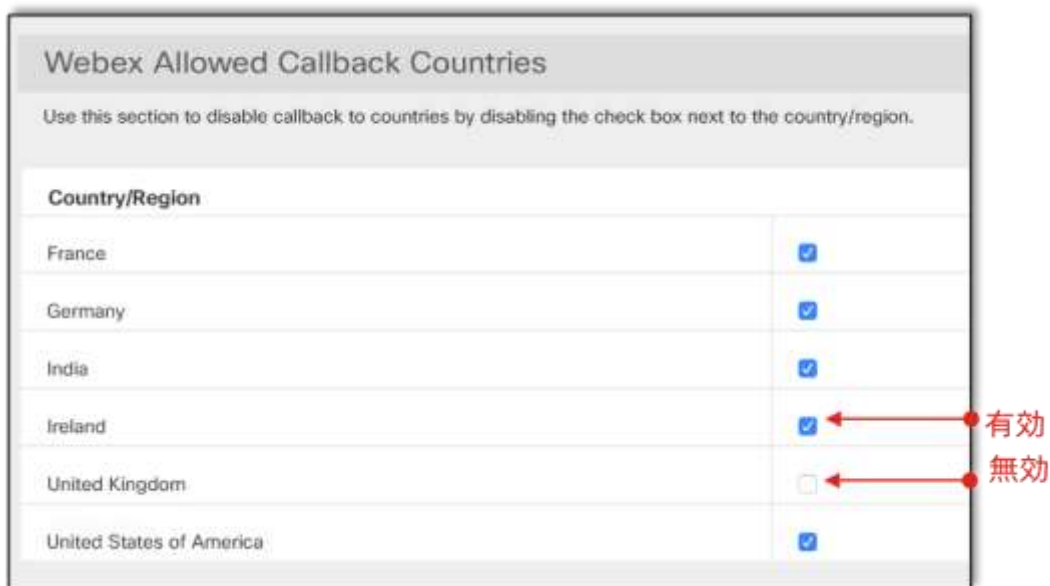 Webex Allowed Callback Countries
Use this section to disable callback to countries by disabling the check box next to the country/region.
Country/Region
France
Germany
India
Ireland
有効
United Kingdom
無効
United States of America